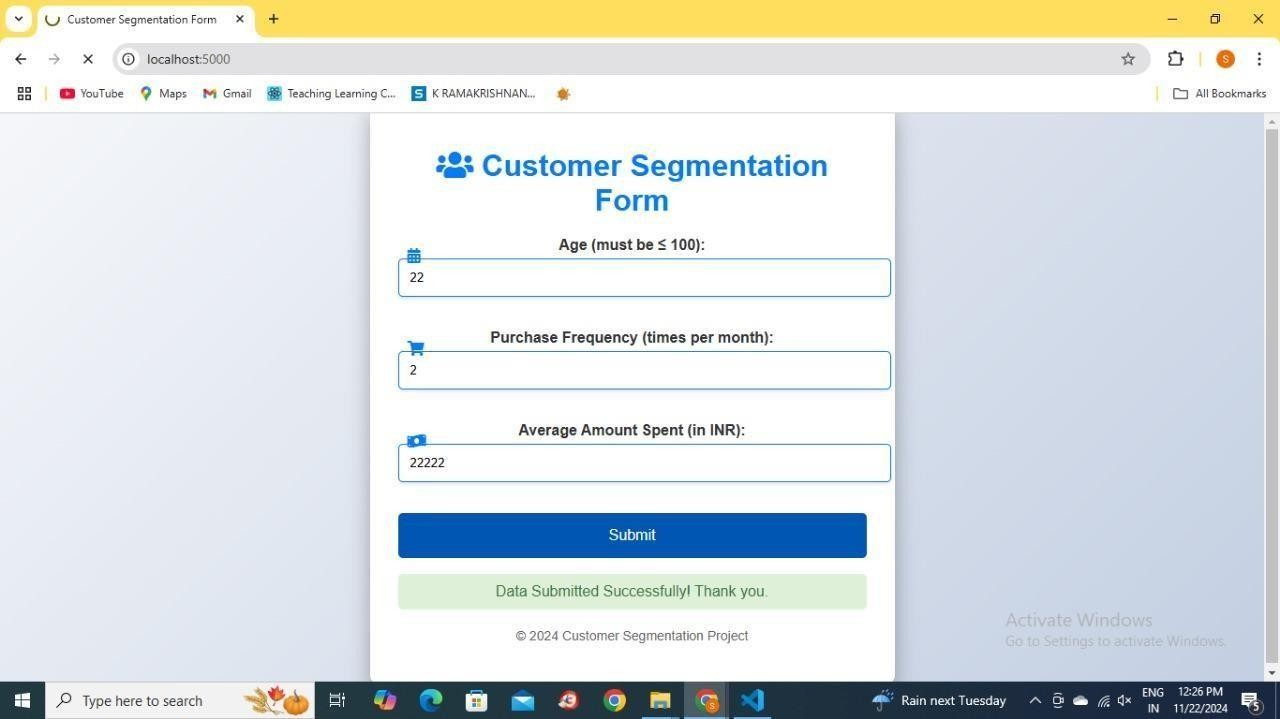 Customer Segmentation Form
localhost:5000
YouTube Maps Gmail Teaching Learning C... K RAMAKRISHNAN... All Bookmarks
Customer Segmentation
Form
Age (must be ≤ 100):
22
Purchase Frequency (times per month):
2
Average Amount Spent (in INR):
22222
Submit
Data Submitted Successfully! Thank you.
© 2024 Customer Segmentation Project
Activate Windows
Go to Settings to activate Windows.
Type here to search
Rain next Tuesday
ENG
IN
12:26 PM
11/22/2024
5